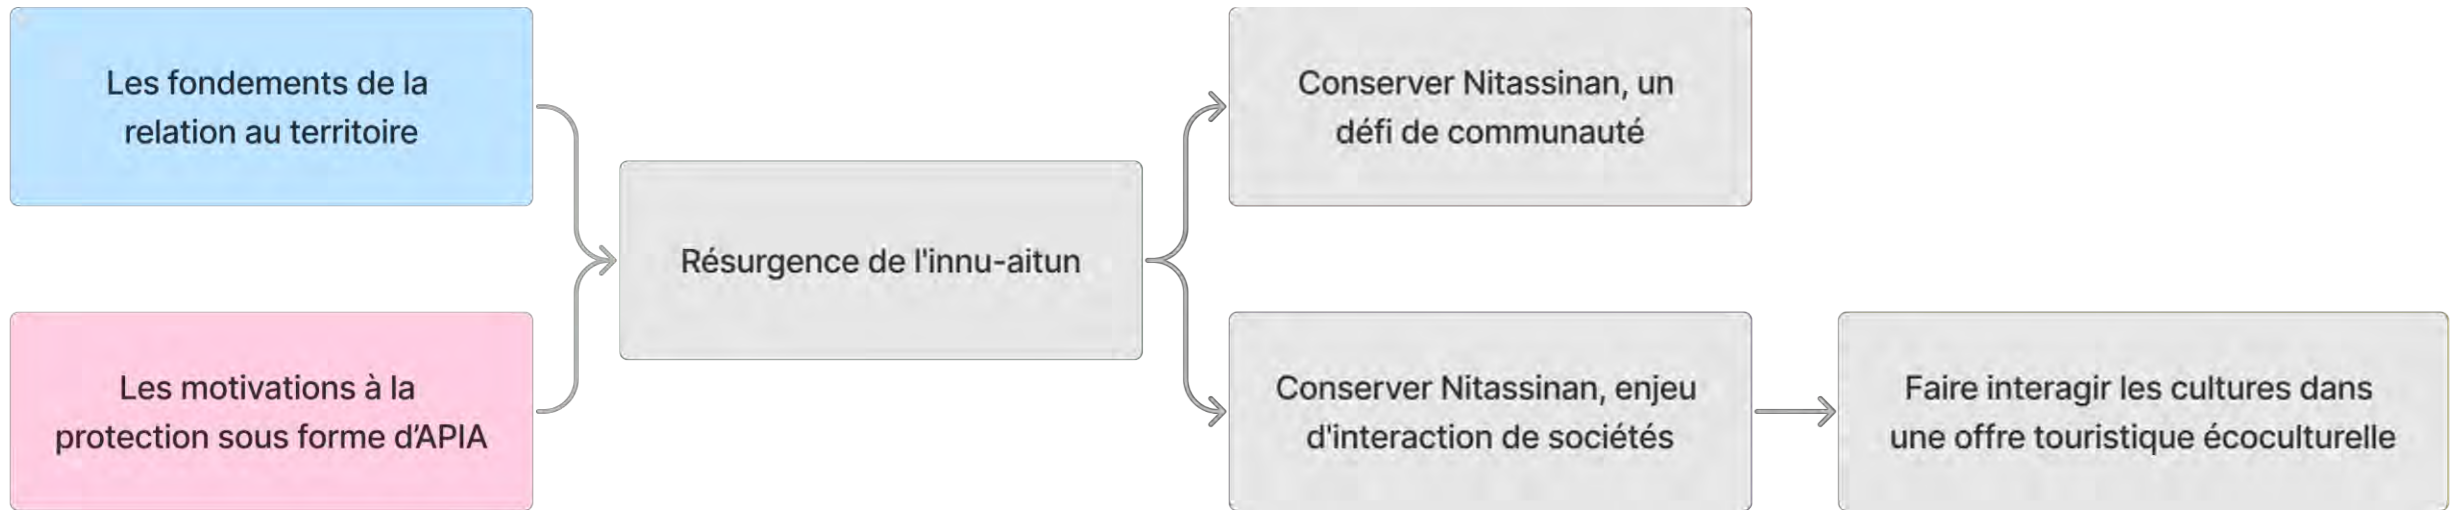 Les fondements de la
relation au territoire
Les motivations à la
protection sous forme d’APIA
Résurgence de l'innu-aitun
Conserver Nitassinan, un
défi de communauté
Conserver Nitassinan, enjeu
d'interaction de sociétés
Faire interagir les cultures dans
une offre touristique écoculturelle